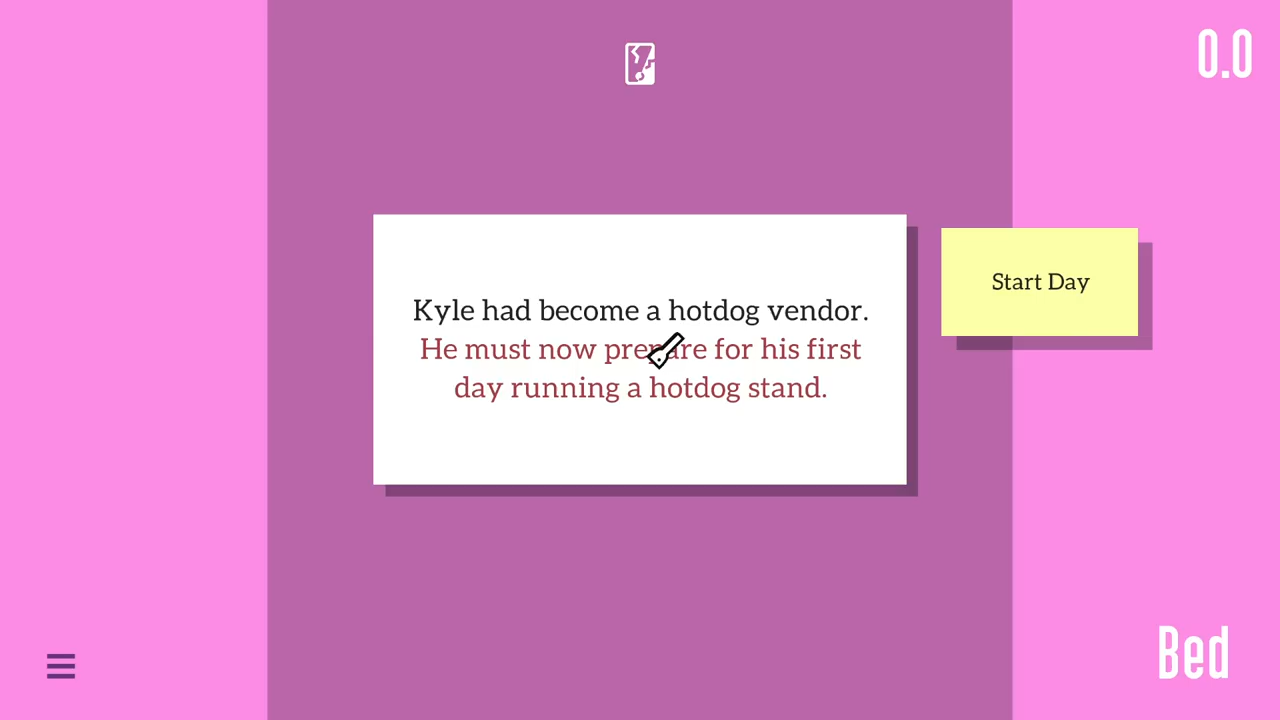 0.0
Kyle had become a hotdog vendor.
He must now prepare for his first
day running a hotdog stand.
Start Day
Bed